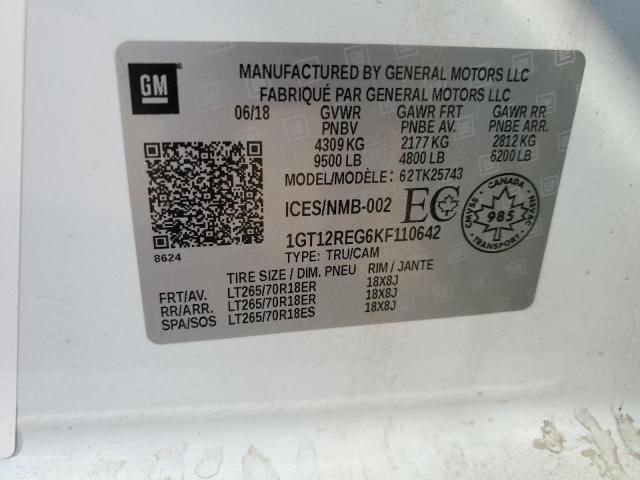 GM
MANUFACTURED BY GENERAL MOTORS LLC
FABRIQUÉ PAR GENERAL MOTORS LLC
06/18 GVWR GAWR FRT GAWR RR
PNBV PNBE AV. PNBE ARR.
4309 KG 2177 KG 2812 KG
9500 LB 4800 LB 6200 LB
MODEL/MODÈLE: 62TK25743
ICES/NMB-002 EC
CANADA
CMVSS 985 NSVAC
1GT12REG6KF110642
8624
TYPE: TRU/CAM
TIRE SIZE / DIM. PNEU RIM / JANTE
FRT/AV. LT265/70R18ER 18X8J
RR/ARR. LT265/70R18ER 18X8J
SPA/SOS LT265/70R18ES 18X8J